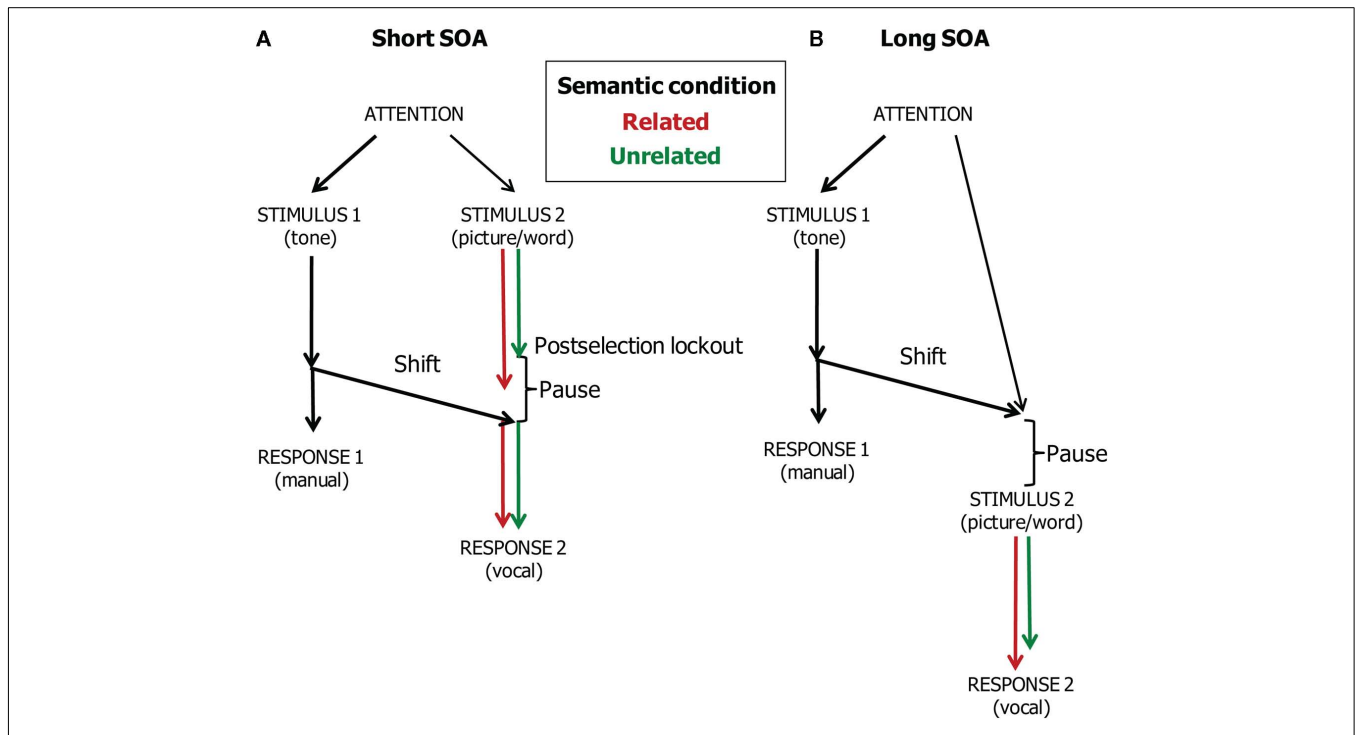 A Short SOA
B Long SOA
Semantic condition
Related
Unrelated
ATTENTION
STIMULUS 1
(tone)
STIMULUS 2
(picture/word)
Postselection lockout
Shift
Pause
RESPONSE 1
(manual)
RESPONSE 2
(vocal)
ATTENTION
STIMULUS 1
(tone)
Shift
RESPONSE 1
(manual)
Pause
STIMULUS 2
(picture/word)
RESPONSE 2
(vocal)